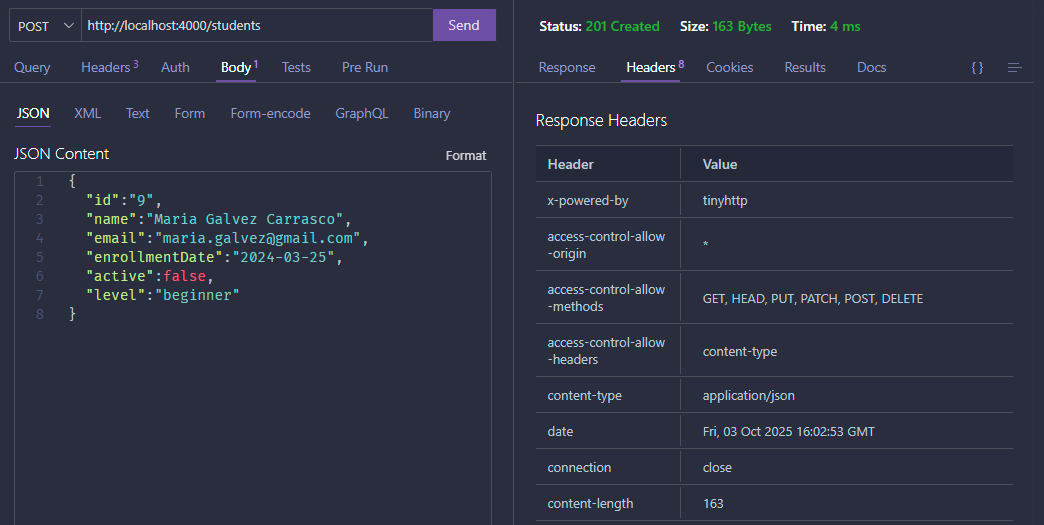 POST http://localhost:4000/students Send
Query Headers 3 Auth Body 1 Tests Pre Run
JSON XML Text Form Form-encode GraphQL Binary
JSON Content Format
1 {
2 "id":"9",
3 "name":"Maria Galvez Carrasco",
4 "email":"maria.galvez@gmail.com",
5 "enrollmentDate":"2024-03-25",
6 "active":false,
7 "level":"beginner"
8 }
Status: 201 Created Size: 163 Bytes Time: 4 ms
Response Headers 8 Cookies Results Docs {}
Response Headers
Header Value
x-powered-by tinyhttp
access-control-allow
-origin *
access-control-allow
-methods GET, HEAD, PUT, PATCH, POST, DELETE
access-control-allow
-headers content-type
content-type application/json
date Fri, 03 Oct 2025 16:02:53 GMT
connection close
content-length 163